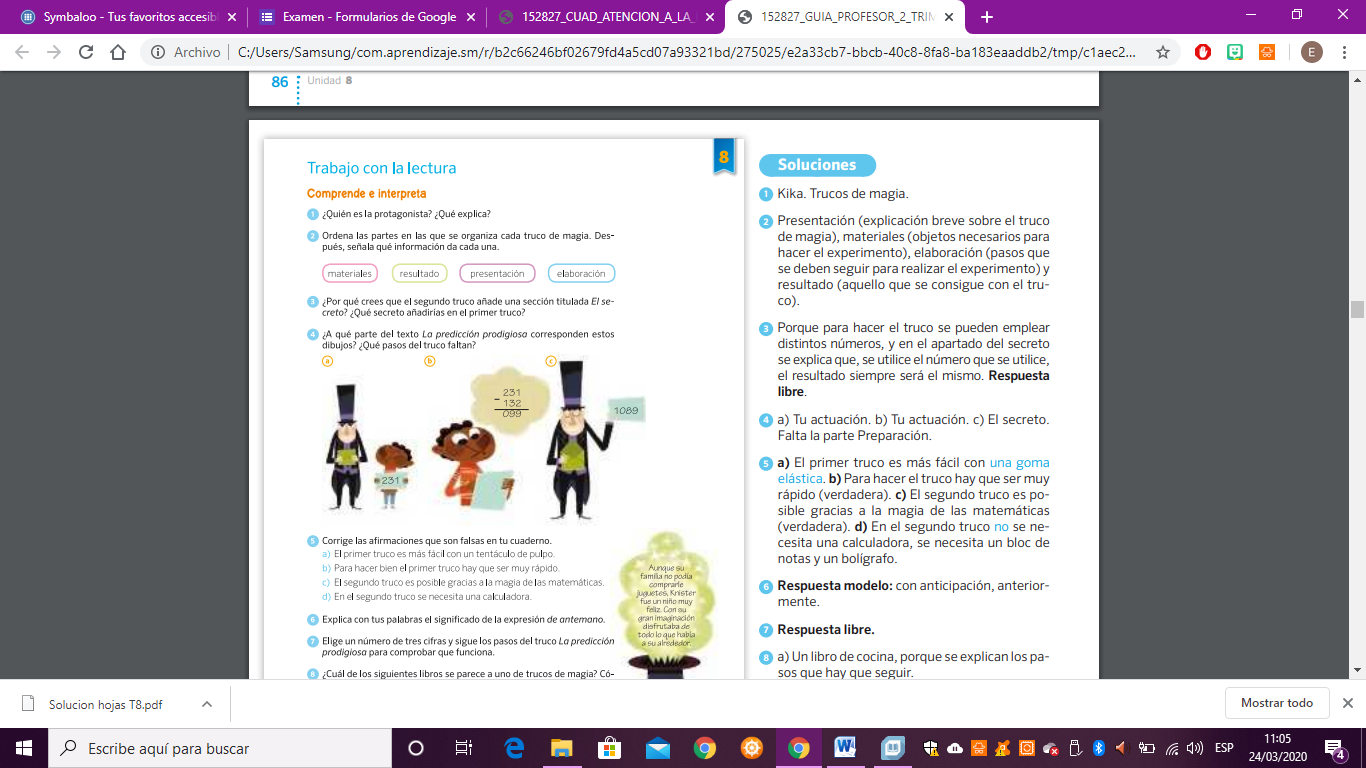 Symbaloo - Tus favoritos accesibl
Examen - Formularios de Google
152827_CUAD_ATENCION_A_LA_
152827_GUIA_PROFESOR_2_TRIM
Archivo
C:/Users/Samsung/com.aprendizaje.sm/r/b2c66246bf02679fd4a5cd07a93321bd/275025/e2a33cb7-bbcb-40c8-8fa8-ba183eaaddb2/tmp/c1aec2...
E
86
Unidad 8
8
Trabajo con la lectura
Comprende e interpreta
1 ¿Quién es la protagonista? ¿Qué explica?
2 Ordena las partes en las que se organiza cada truco de magia. Des-
pués, señala qué información da cada una.
materiales resultado presentación elaboración
3 ¿Por qué crees que el segundo truco añade una sección titulada El se-
creto? ¿Qué secreto añadirías en el primer truco?
4 ¿A qué parte del texto La predicción prodigiosa corresponden estos
dibujos? ¿Qué pasos del truco faltan?
a b c
231
231
- 132
099
1089
5 Corrige las afirmaciones que son falsas en tu cuaderno.
a) El primer truco es más fácil con un tentáculo de pulpo.
b) Para hacer bien el primer truco hay que ser muy rápido.
c) El segundo truco es posible gracias a la magia de las matemáticas.
d) En el segundo truco se necesita una calculadora.
6 Explica con tus palabras el significado de la expresión de antemano.
7 Elige un número de tres cifras y sigue los pasos del truco La predicción
prodigiosa para comprobar que funciona.
8 ¿Cuál de los siguientes libros se parece a uno de trucos de magia? Có-
Aunque su
familia no podía
comprarle
juguetes, Krister
fue un niño muy
feliz. Con su
gran imaginación
disfrutaba de
todo lo que había
a su alrededor.
Soluciones
1 Kika. Trucos de magia.
2 Presentación (explicación breve sobre el truco
de magia), materiales (objetos necesarios para
hacer el experimento), elaboración (pasos que
se deben seguir para realizar el experimento) y
resultado (aquello que se consigue con el tru-
co).
3 Porque para hacer el truco se pueden emplear
distintos números, y en el apartado del secreto
se explica que, se utilice el número que se utilice,
el resultado siempre será el mismo. Respuesta
libre.
4 a) Tu actuación. b) Tu actuación. c) El secreto.
Falta la parte Preparación.
5 a) El primer truco es más fácil con una goma
elástica. b) Para hacer el truco hay que ser muy
rápido (verdadera). c) El segundo truco es po-
sible gracias a la magia de las matemáticas
(verdadera). d) En el segundo truco no se ne-
cesita una calculadora, se necesita un bloc de
notas y un bolígrafo.
6 Respuesta modelo: con anticipación, anterior-
mente.
7 Respuesta libre.
8 a) Un libro de cocina, porque se explican los pa-
sos que hay que seguir.
Solucion hojas T8.pdf
Mostrar todo
Escribe aquí para buscar
ESP
11:05
24/03/2020
4